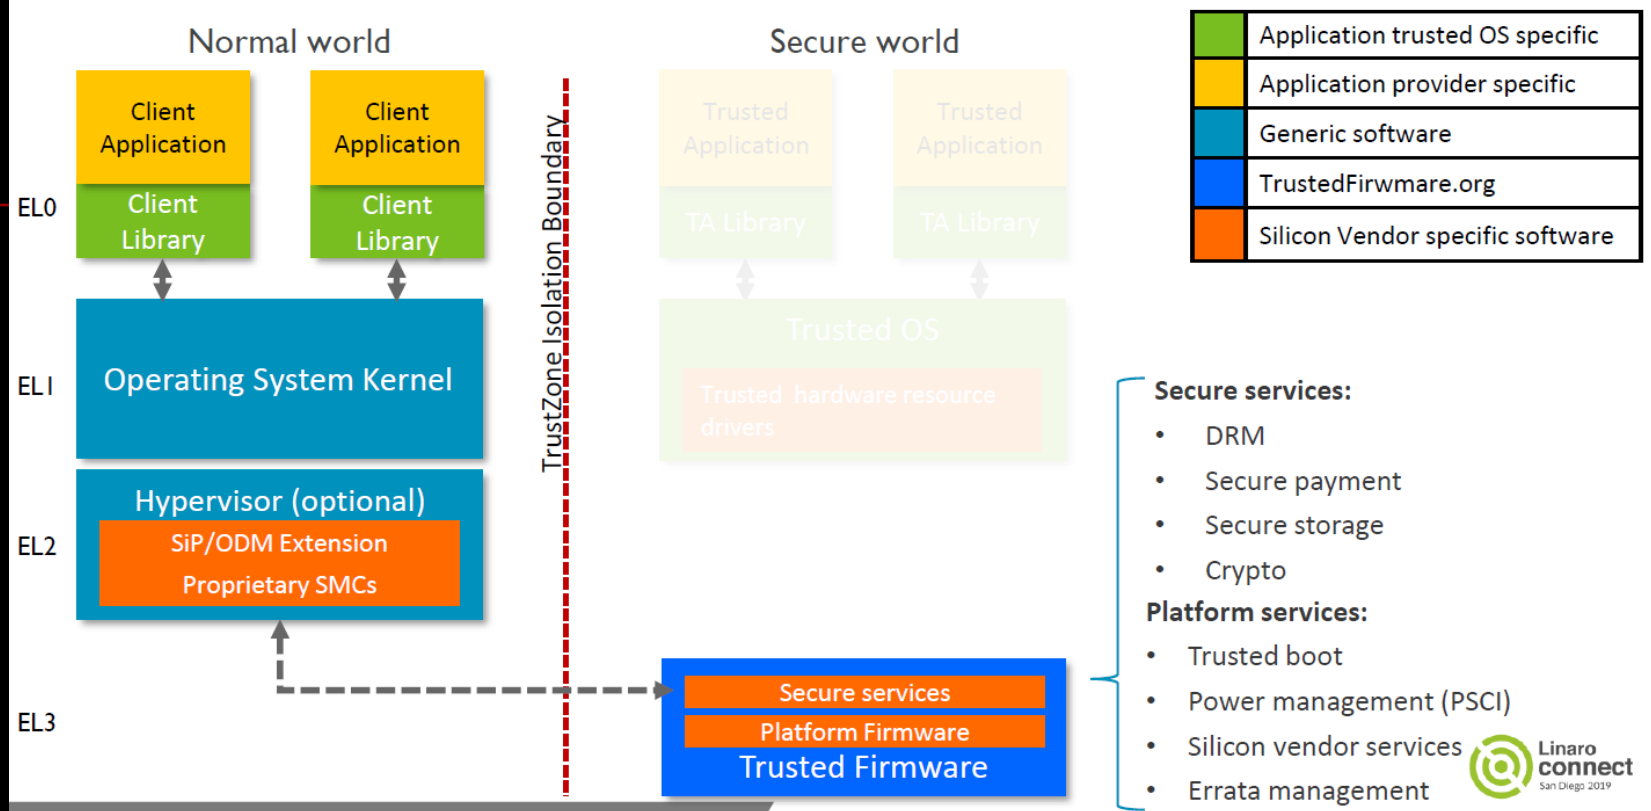 Normal world
Secure world
Client
Application
Client
Application
Client
Library
Client
Library
EL0
Operating System Kernel
EL1
Hypervisor (optional)
SiP/ODM Extension
Proprietary SMCs
EL2
EL3
TrustZone Isolation Boundary
Trusted
Application
Trusted
Application
TA Library
TA Library
Trusted OS
Trusted hardware resource
drivers
Secure services
Platform Firmware
Trusted Firmware
Application trusted OS specific
Application provider specific
Generic software
TrustedFirwmare.org
Silicon Vendor specific software
Secure services:
• DRM
• Secure payment
• Secure storage
• Crypto
Platform services:
• Trusted boot
• Power management (PSCI)
• Silicon vendor services
• Errata management
Linaro
connect
San Diego 2019